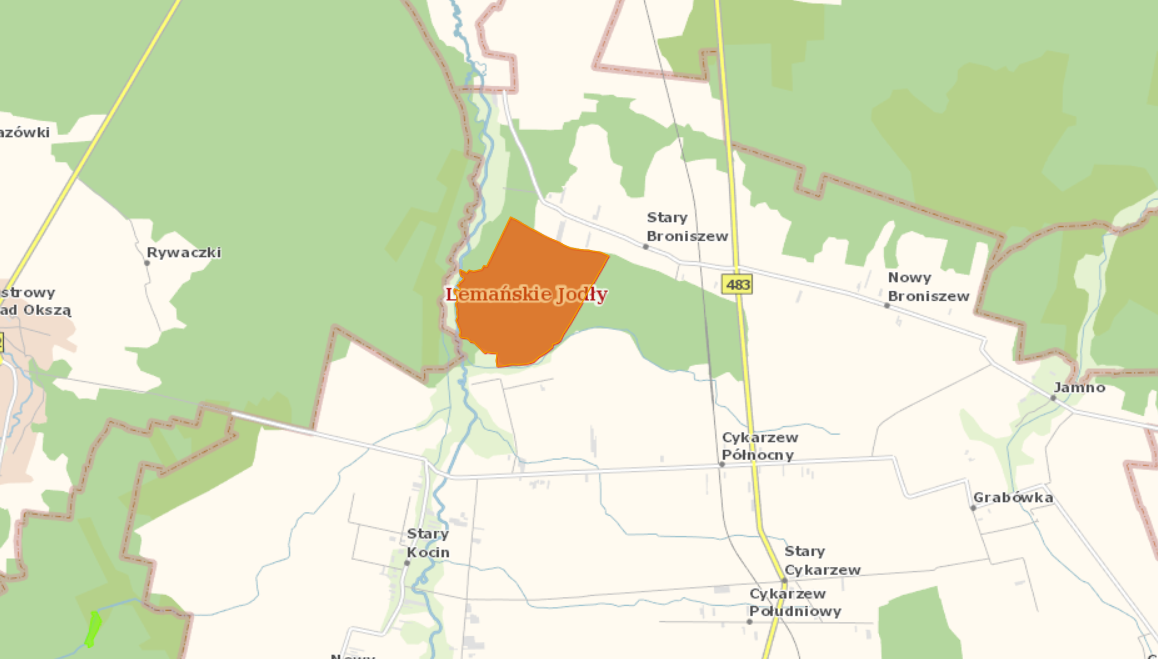 azówki
Rywaczki
strowy
ad Okszą
Stary
Broniszew
483
Lemańskie Jodły
Nowy
Broniszew
Jamno
Cykarzew
Północny
Grabówka
Stary
Kocin
Stary
Cykarzew
Cykarzew
Południowy
Nowy